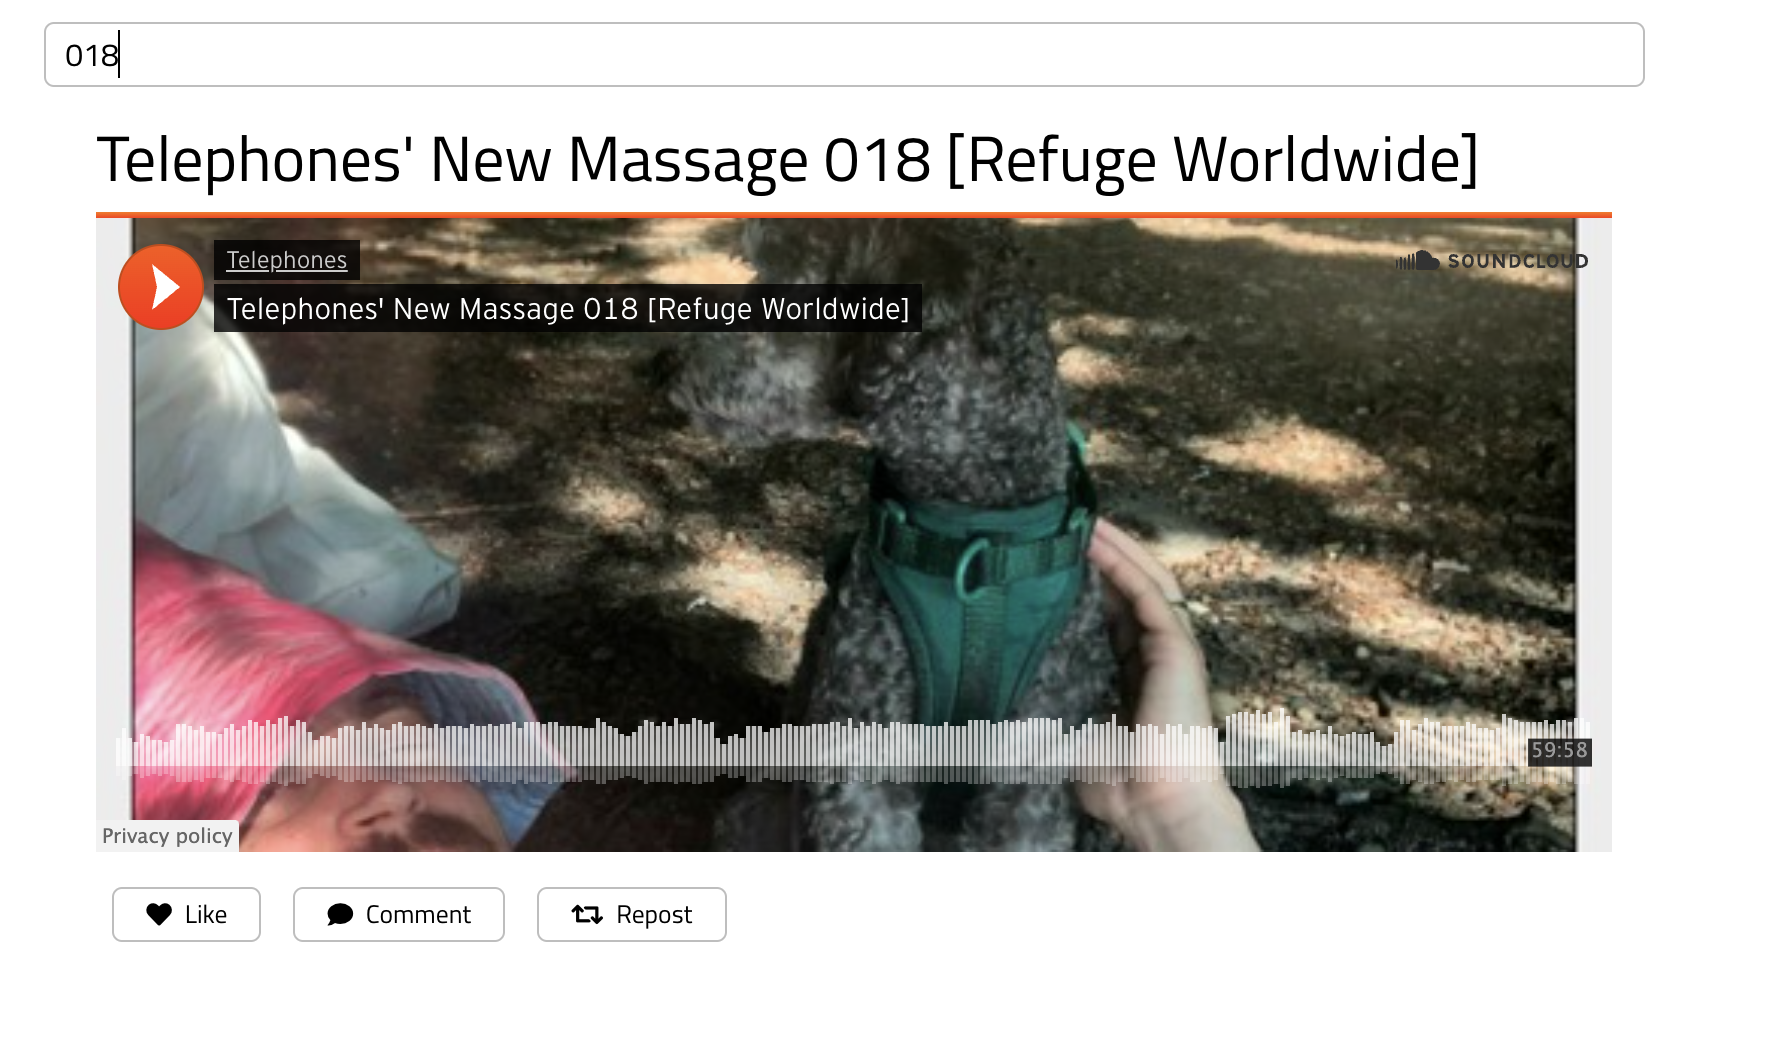 018
Telephones' New Massage 018 [Refuge Worldwide]
Telephones
SOUNDCLOUD
Telephones' New Massage 018 [Refuge Worldwide]
59:58
Privacy policy
Like Comment Repost